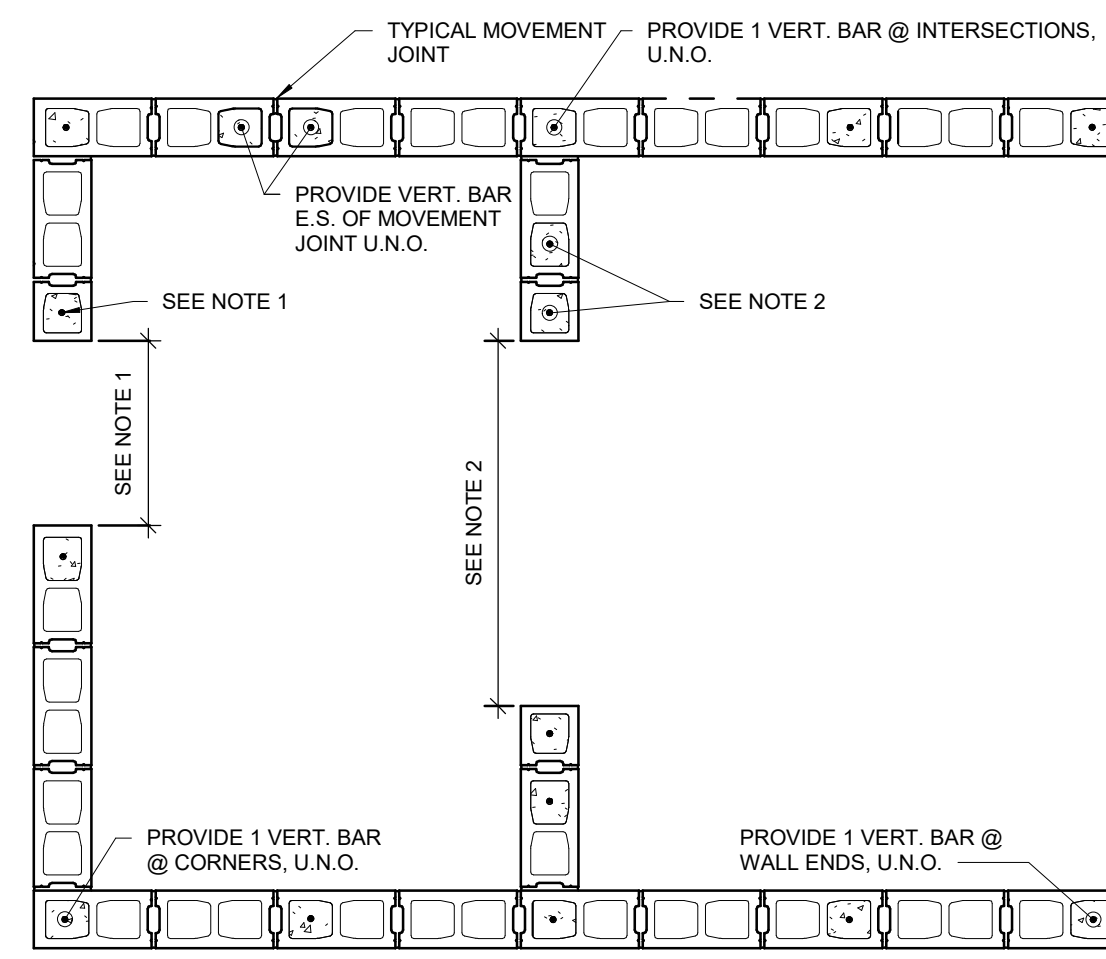 TYPICAL MOVEMENT
JOINT
PROVIDE 1 VERT. BAR @ INTERSECTIONS,
U.N.O.
PROVIDE VERT. BAR
E.S. OF MOVEMENT
JOINT U.N.O.
SEE NOTE 1
SEE NOTE 2
SEE NOTE 1
SEE NOTE 2
PROVIDE 1 VERT. BAR
@ CORNERS, U.N.O.
PROVIDE 1 VERT. BAR @
WALL ENDS, U.N.O.